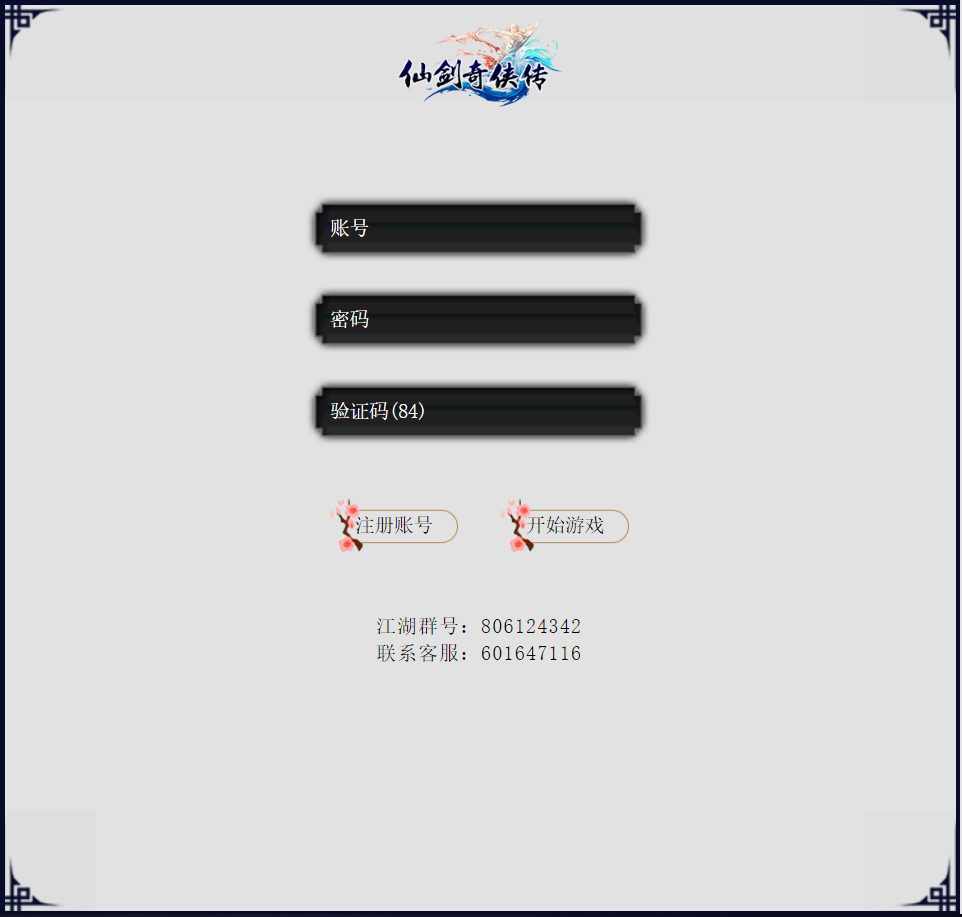 仙剑奇侠传
账号
密码
验证码(84)
注册账号 开始游戏
江湖群号：806124342
联系客服：601647116